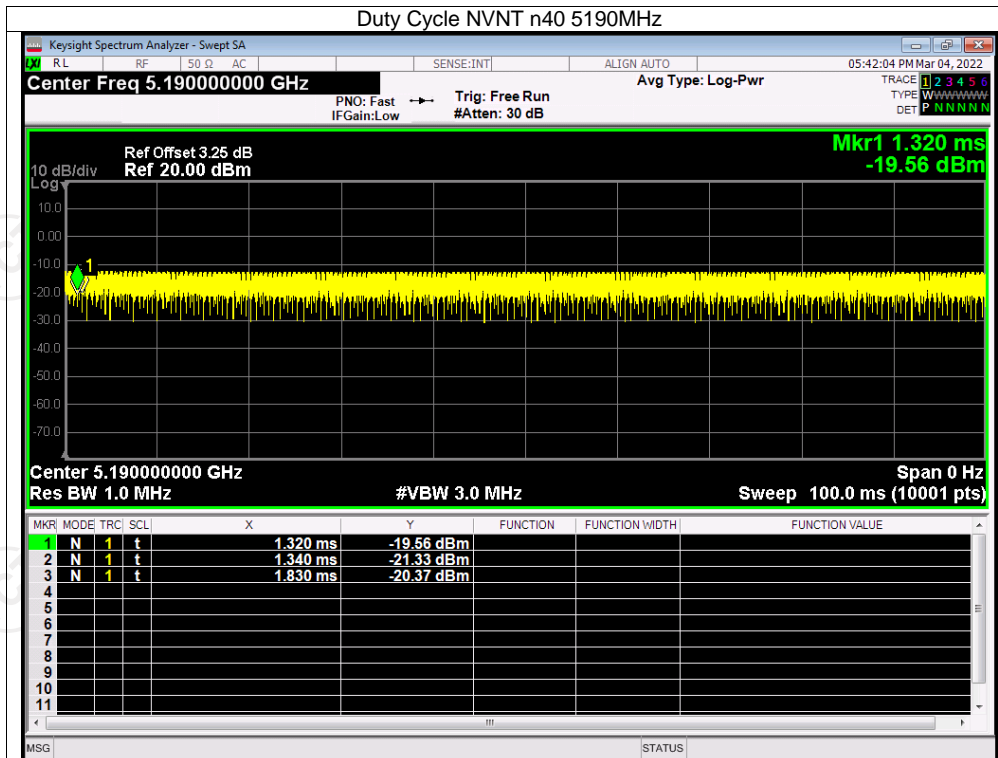 Duty Cycle NVNT n40 5190MHz
Keysight Spectrum Analyzer - Swept SA
LXI RL RF 50 Ω AC SENSE:INT ALIGN AUTO 05:42:04 PM Mar 04, 2022
Center Freq 5.190000000 GHz Avg Type: Log-Pwr TRACE 1 2 3 4 5 6
PNO: Fast Trig: Free Run TYPE WWWWWW
IFGain:Low #Atten: 30 dB DET P N N N N N
Mkr1 1.320 ms
Ref Offset 3.25 dB
10 dB/div Ref 20.00 dBm -19.56 dBm
Log
10.0
0.00
1
-10.0
-20.0
-30.0
-40.0
-50.0
-60.0
-70.0
Center 5.190000000 GHz Span 0 Hz
Res BW 1.0 MHz #VBW 3.0 MHz Sweep 100.0 ms (10001 pts)
MKR MODE TRC SCL X Y FUNCTION FUNCTION WIDTH FUNCTION VALUE
1 N 1 t 1.320 ms -19.56 dBm
2 N 1 t 1.340 ms -21.33 dBm
3 N 1 t 1.830 ms -20.37 dBm
4
5
6
7
8
9
10
11
MSG STATUS